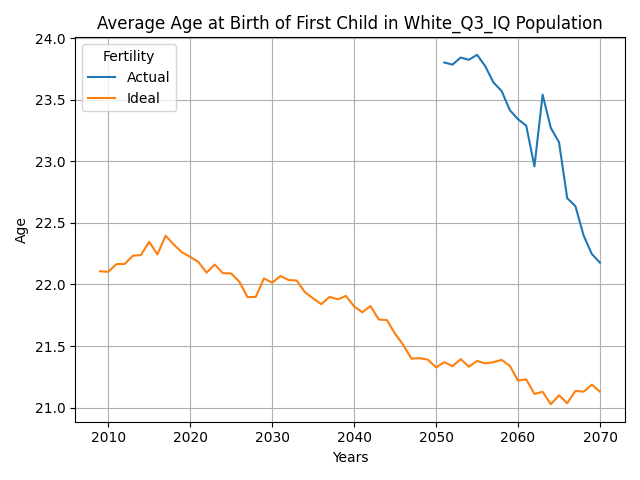 Average Age at Birth of First Child in White_Q3_IQ Population
24.0
23.5
23.0
22.5
22.0
21.5
21.0
Age
Fertility
Actual
Ideal
2010 2020 2030 2040 2050 2060 2070
Years